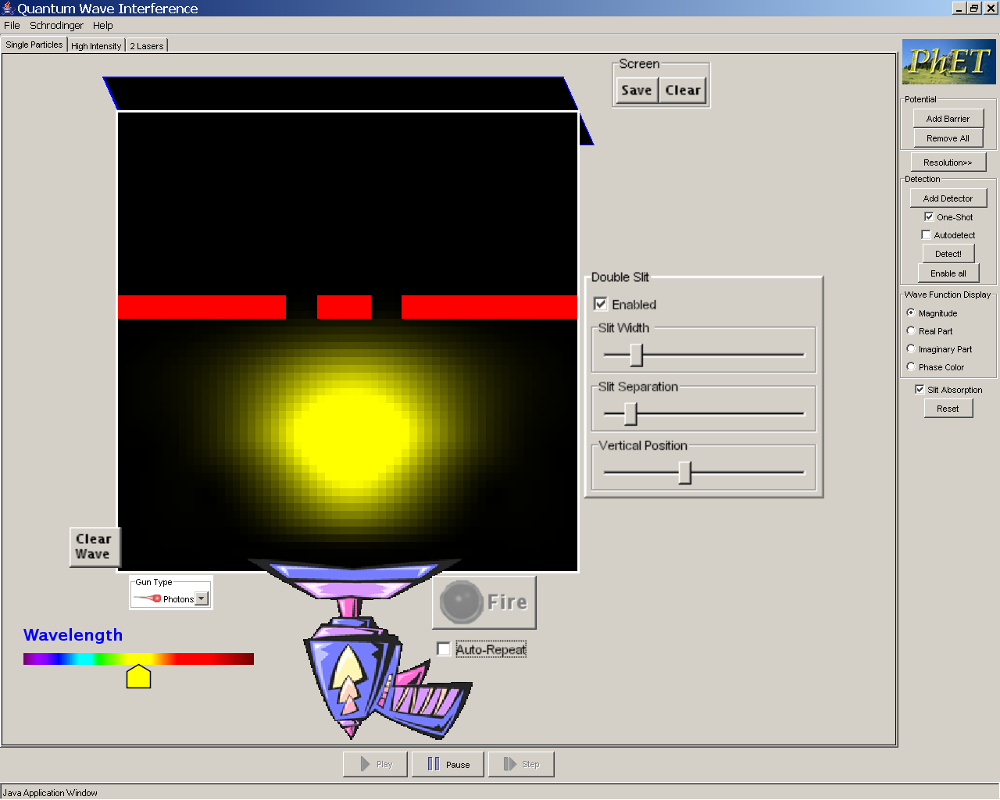 Quantum Wave Interference
File Schrodinger Help
Single Particles High Intensity 2 Lasers
PhET
Screen
Save Clear
Potential
Add Barrier
Remove All
Resolution>>
Detection
Add Detector
One-Shot
Autodetect
Detect!
Enable all
Wave Function Display
Magnitude
Real Part
Imaginary Part
Phase Color
Slit Absorption
Reset
Double Slit
Enabled
Slit Width
Slit Separation
Vertical Position
Clear
Wave
Gun Type
Photons
Fire
Auto-Repeat
Wavelength
Play Pause Step
Java Application Window